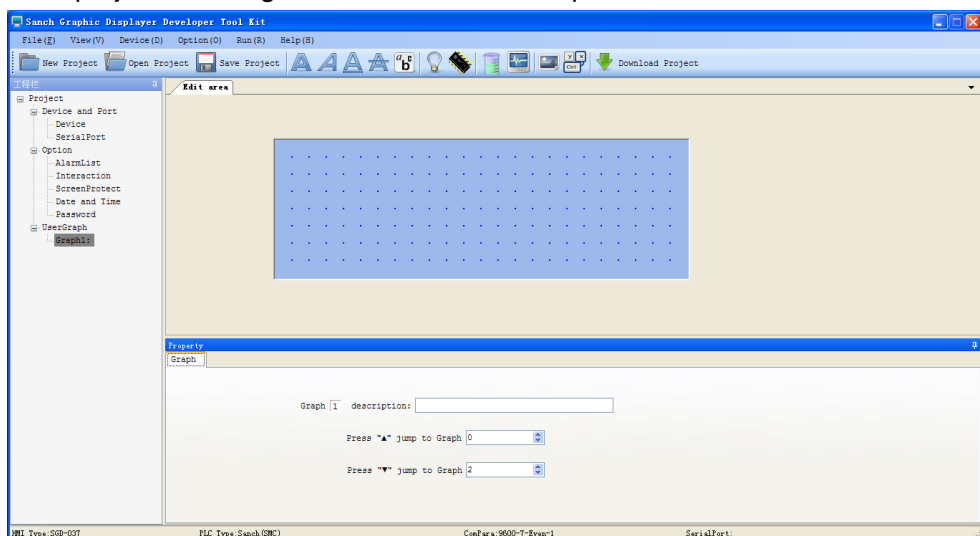 Sanch Graphic Displayer Developer Tool Kit
File(F) View(V) Device(D) Option(O) Run(R) Help(H)
New Project Open Project Save Project A A A A aᵇc y x Ctrl Download Project
工程栏
Edit area
Project
Device and Port
Device
SerialPort
Option
AlarmList
Interaction
ScreenProtect
Date and Time
Password
UserGraph
Graph1:
Property
Graph
Graph 1 description:
Press "▲" jump to Graph 0
Press "▼" jump to Graph 2
HMI Type:SGD-037 PLC Type:Sanch(SMC) ComPara:9600-7-Even-1 SerialPort: